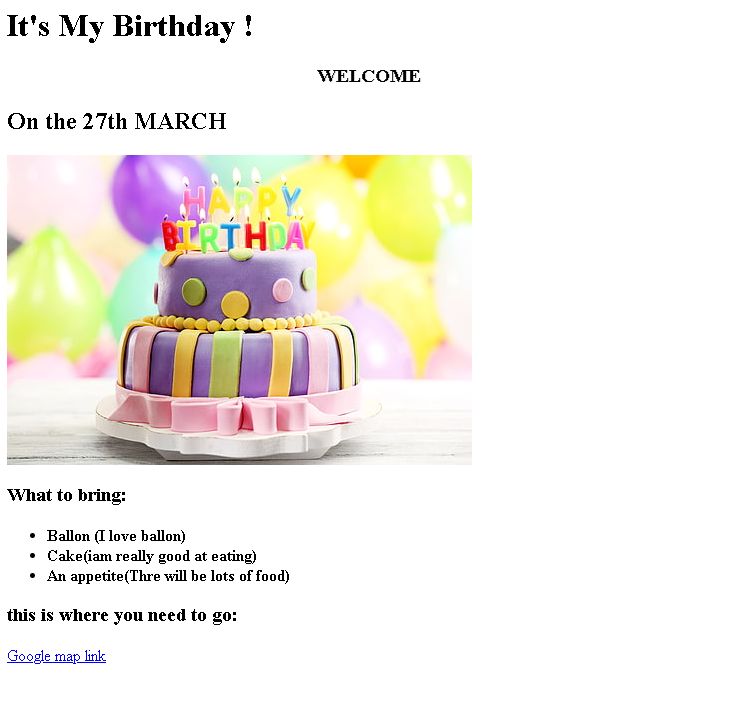 It's My Birthday !
WELCOME
On the 27th MARCH
HAPPY
BIRTHDAY
What to bring:
Ballon (I love ballon)
Cake(iam really good at eating)
An appetite(Thre will be lots of food)
this is where you need to go:
Google map link